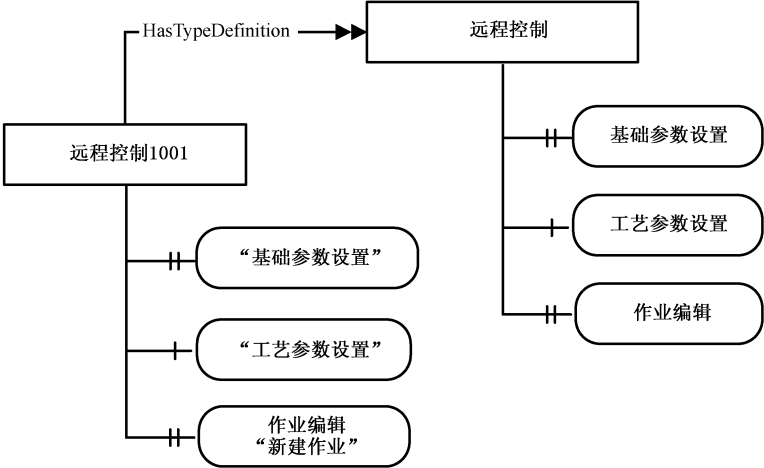 HasTypeDefinition
远程控制
远程控制1001
基础参数设置
工艺参数设置
作业编辑
“基础参数设置”
“工艺参数设置”
作业编辑
“新建作业”